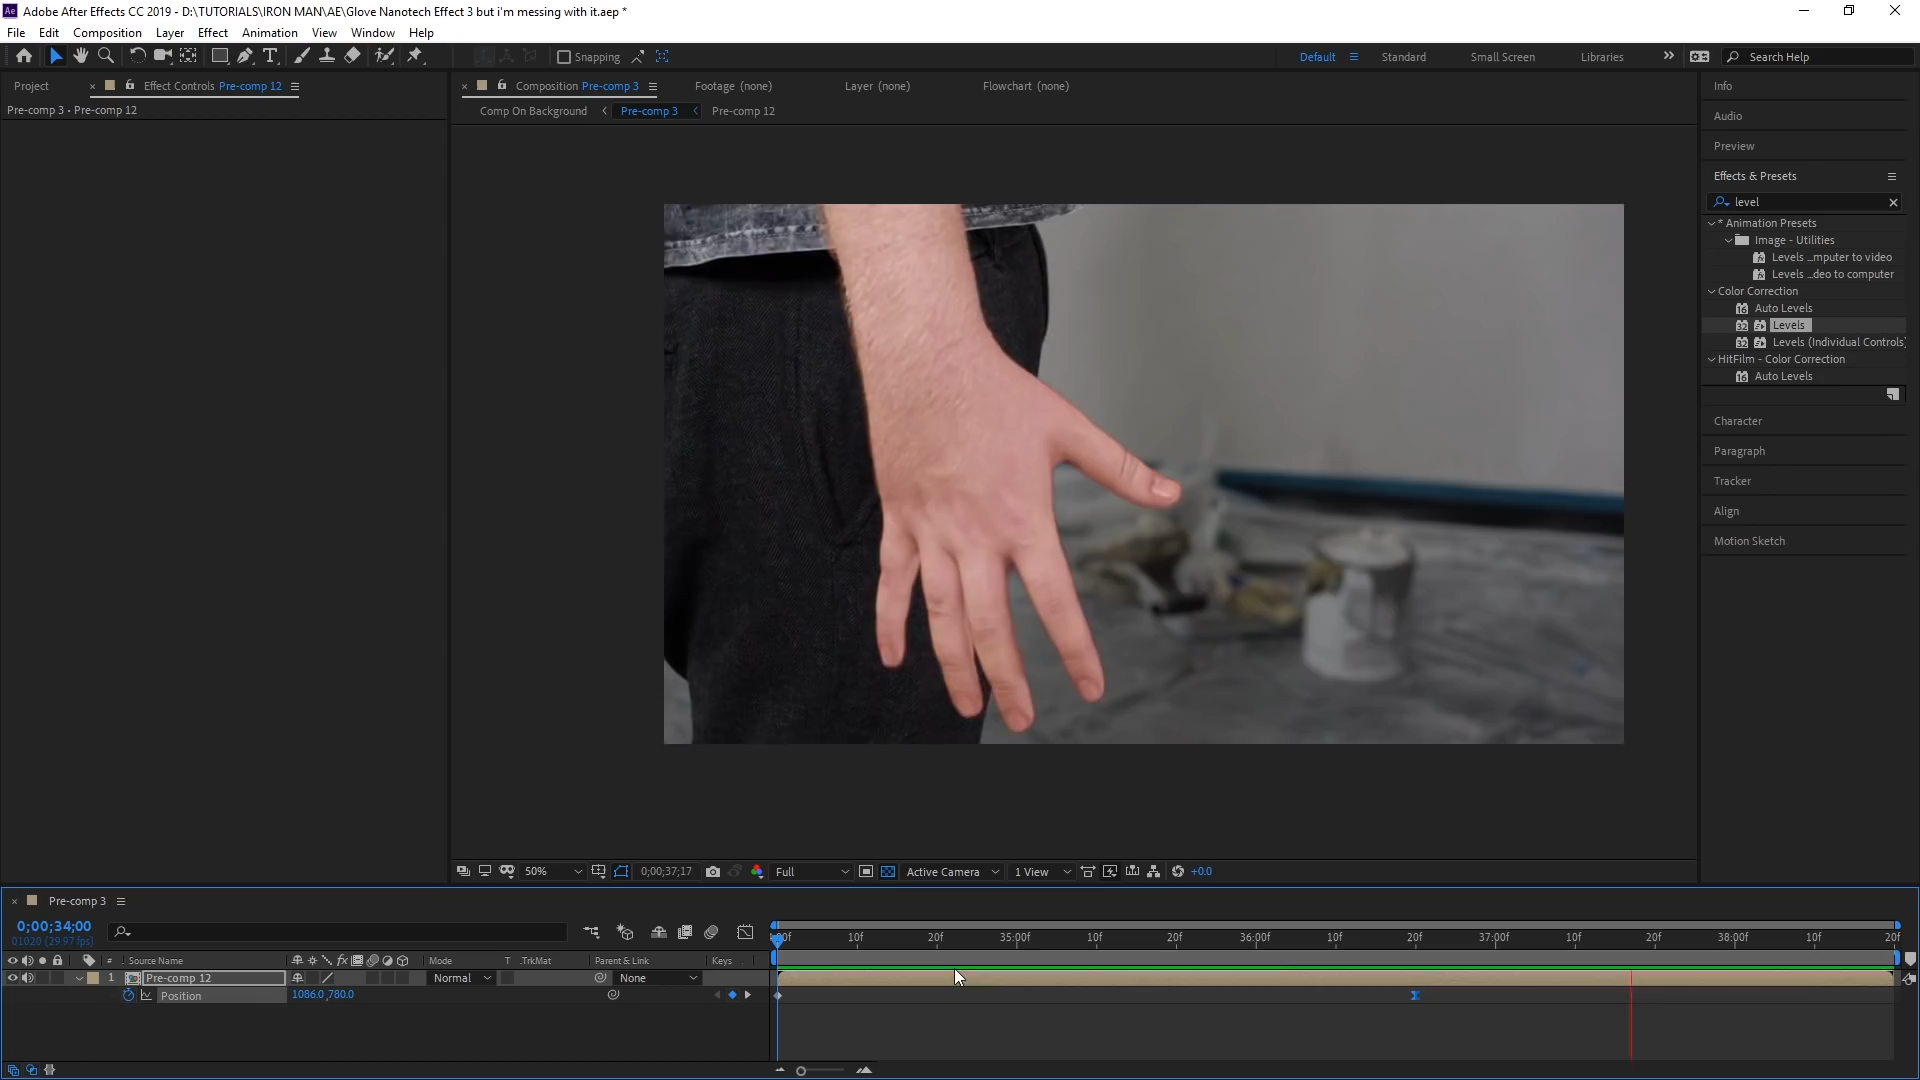 Adobe After Effects CC 2019 - D:\TUTORIALS\IRON MAN\AE\Glove Nanotech Effect 3 but i'm messing with it.aep *
File Edit Composition Layer Effect Animation View Window Help
Snapping
Default Standard Small Screen Libraries Search Help
Project Effect Controls Pre-comp 12
Composition Pre-comp 3 Footage (none) Layer (none) Flowchart (none)
Pre-comp 3 • Pre-comp 12
Comp On Background Pre-comp 3 Pre-comp 12
Info
Audio
Preview
Effects & Presets
level
* Animation Presets
Image - Utilities
Levels ...mputer to video
Levels ...deo to computer
Color Correction
Auto Levels
Levels
Levels (Individual Controls)
HitFilm - Color Correction
Auto Levels
Character
Paragraph
Tracker
Align
Motion Sketch
50% 0;00;37;17 Full Active Camera 1 View +0.0
Pre-comp 3
0;00;34;00
01020 (29.97 fps)
10f 20f 35:00f 10f 20f 36:00f 10f 20f 37:00f 10f 20f 38:00f 10f 20f
# Source Name Mode T .TrkMat Parent & Link Keys
1 Pre-comp 12 Normal None
Position 1086.0,780.0